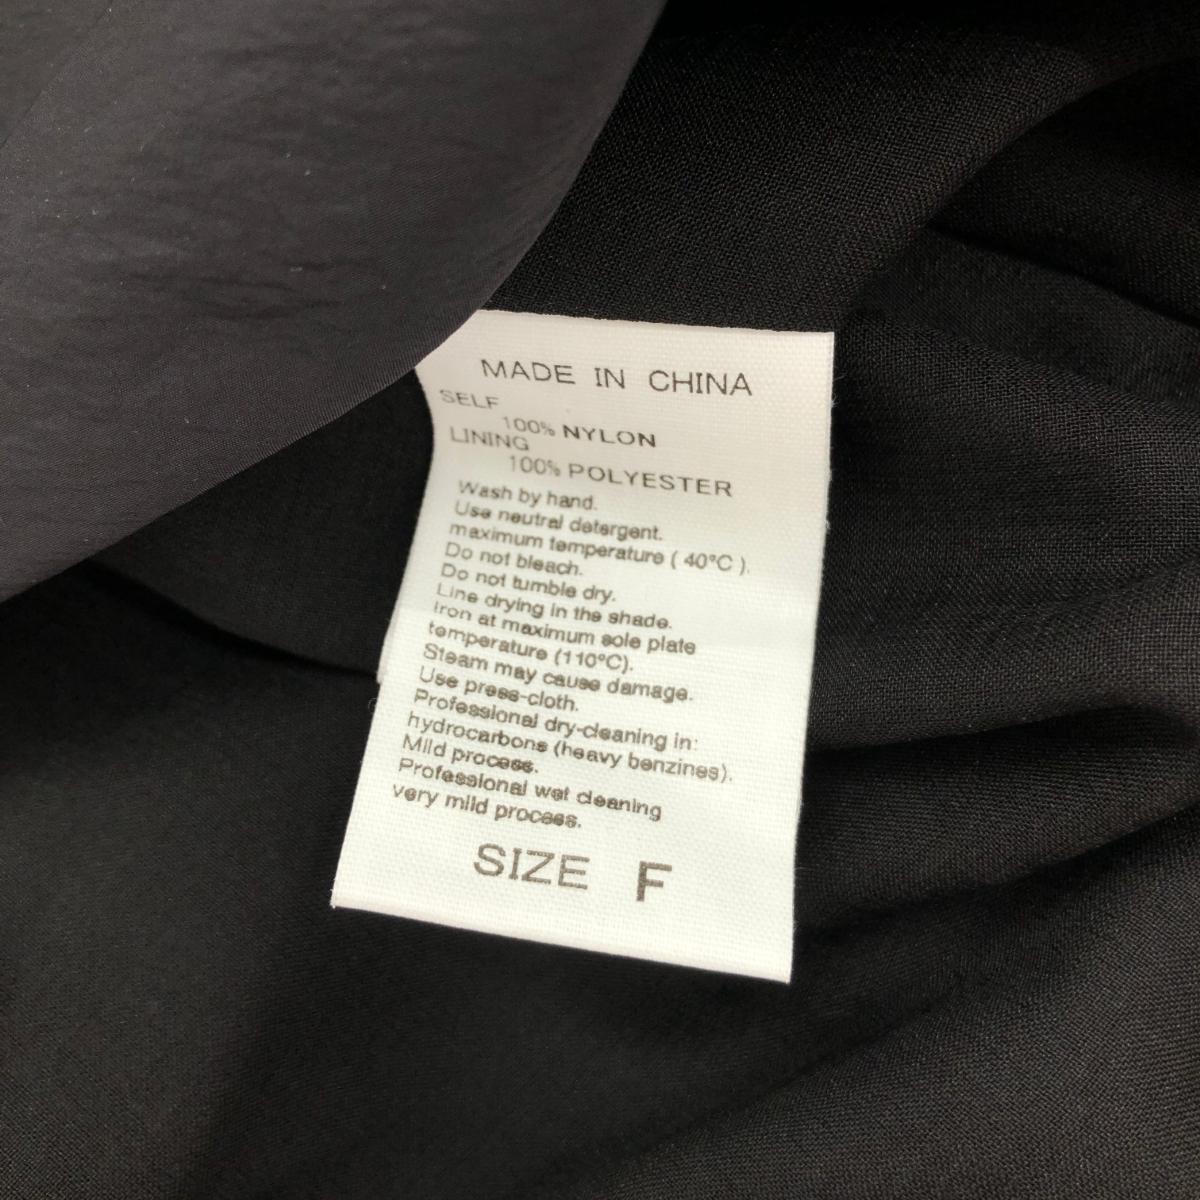 MADE IN CHINA
SELF
100% NYLON
LINING
100% POLYESTER
Wash by hand.
Use neutral detergent.
maximum temperature ( 40°C ).
Do not bleach.
Do not tumble dry.
Line drying in the shade.
Iron at maximum sole plate
temperature (110°C).
Steam may cause damage.
Use press-cloth.
Professional dry-cleaning in:
hydrocarbons (heavy benzines).
Mild process.
Professional wet cleaning
very mild process.
SIZE F